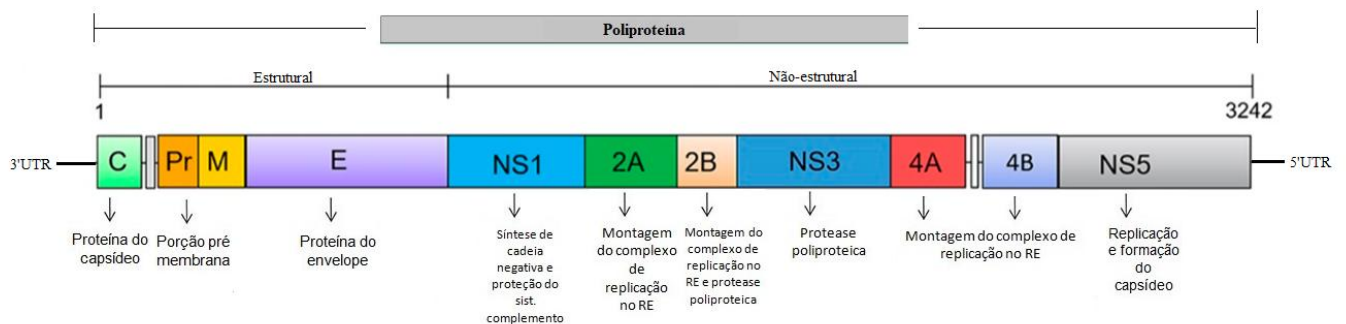 Poliproteína
Estrutural
Não-estrutural
1
3242
3'UTR
C
Pr
M
E
NS1
2A
2B
NS3
4A
4B
NS5
5'UTR
Proteína do
capsídeo
Porção pré
membrana
Proteína do
envelope
Síntese de
cadeia
negativa e
proteção do
sist.
complemento
Montagem
do complexo
de
replicação
no RE
Montagem do
complexo de
replicação no
RE e protease
poliproteica
Protease
poliproteica
Montagem do complexo de
replicação no RE
Replicação
e formação
do
capsídeo